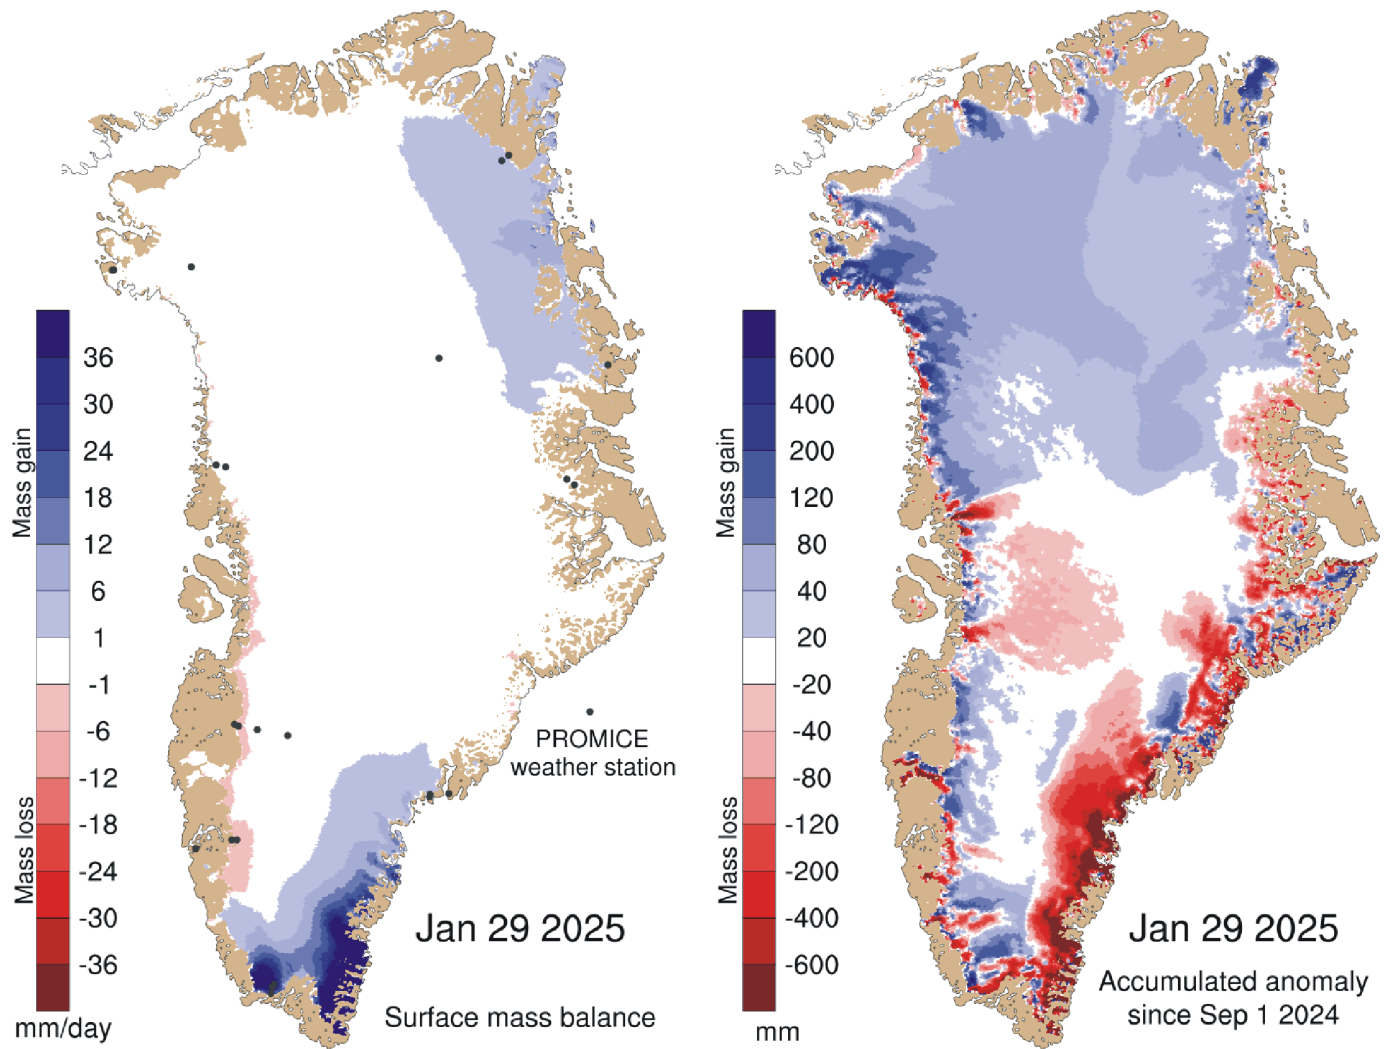 36
30
24
18
12
6
1
-1
-6
-12
-18
-24
-30
-36
mm/day
Mass gain
Mass loss
PROMICE
weather station
Jan 29 2025
Surface mass balance
600
400
200
120
80
40
20
-20
-40
-80
-120
-200
-400
-600
mm
Mass gain
Mass loss
Jan 29 2025
Accumulated anomaly
since Sep 1 2024